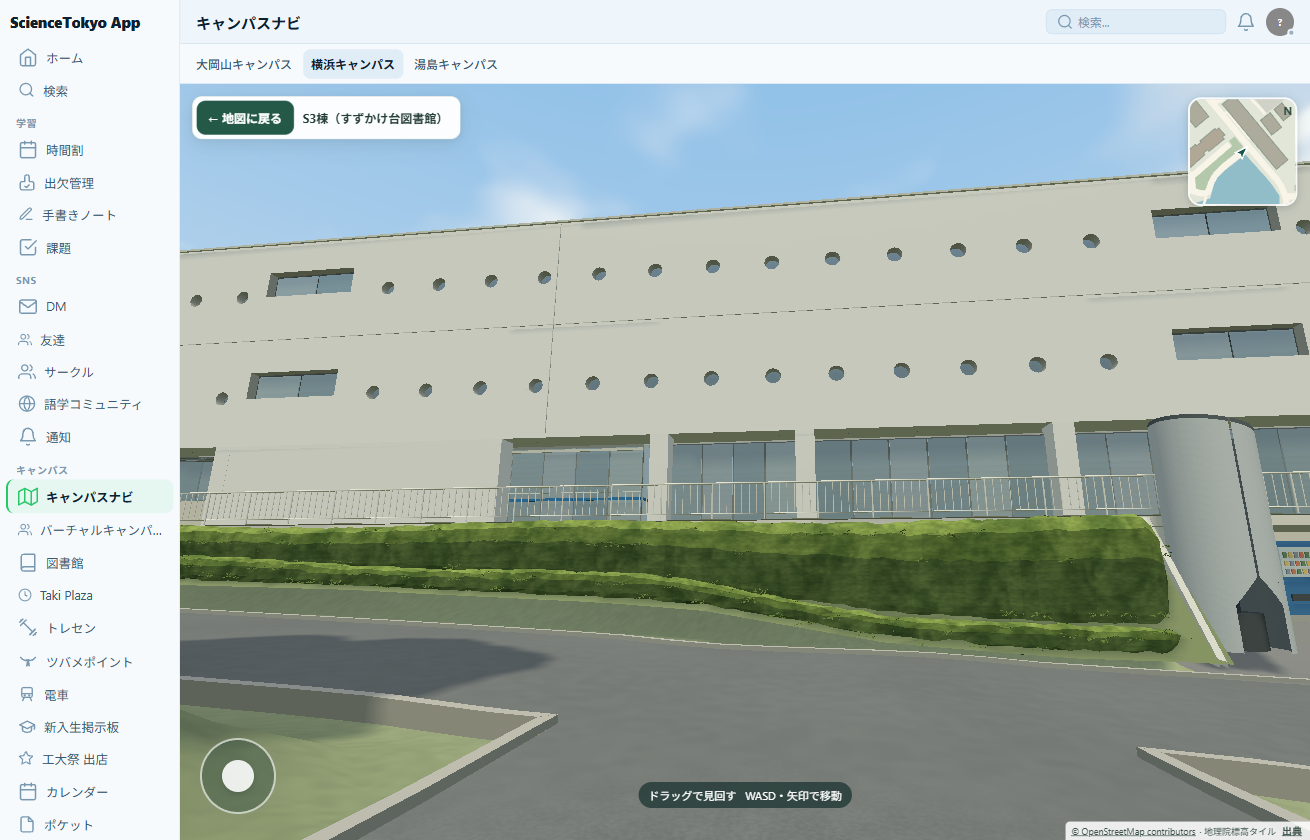 ScienceTokyo App
ホーム
検索
学習
時間割
出欠管理
手書きノート
課題
SNS
DM
友達
サークル
語学コミュニティ
通知
キャンパス
キャンパスナビ
バーチャルキャンパ...
図書館
Taki Plaza
トレセン
ツバメポイント
電車
新入生掲示板
工大祭 出店
カレンダー
ポケット
キャンパスナビ
検索...
?
大岡山キャンパス 横浜キャンパス 湯島キャンパス
← 地図に戻る S3棟（すずかけ台図書館）
N
ドラッグで見回す WASD・矢印で移動
© OpenStreetMap contributors · 地理院標高タイル 出典